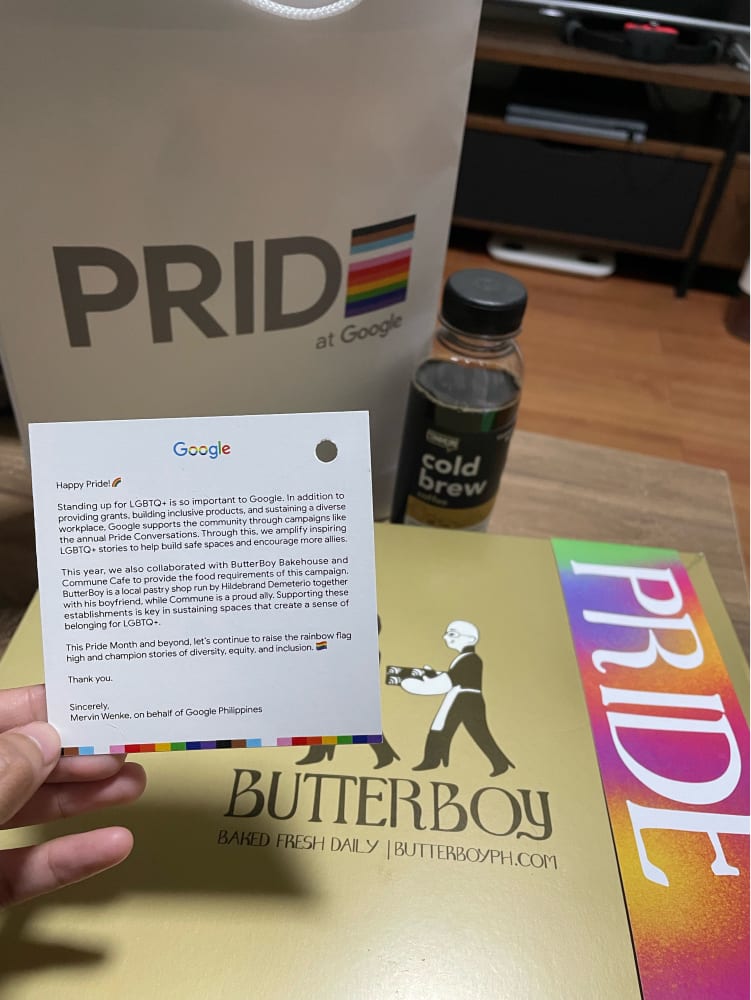 PRIDE
at Google
cold
brew
coffee
Google
Happy Pride!
Standing up for LGBTQ+ is so important to Google. In addition to
providing grants, building inclusive products, and sustaining a diverse
workplace, Google supports the community through campaigns like
the annual Pride Conversations. Through this, we amplify inspiring
LGBTQ+ stories to help build safe spaces and encourage more allies.
This year, we also collaborated with ButterBoy Bakehouse and
Commune Cafe to provide the food requirements of this campaign.
ButterBoy is a local pastry shop run by Hildebrand Demeterio together
with his boyfriend, while Commune is a proud ally. Supporting these
establishments is key in sustaining spaces that create a sense of
belonging for LGBTQ+.
This Pride Month and beyond, let's continue to raise the rainbow flag
high and champion stories of diversity, equity, and inclusion.
Thank you.
Sincerely,
Mervin Wenke, on behalf of Google Philippines
BUTTERBOY
BAKED FRESH DAILY | BUTTERBOYPH.COM
PRIDE